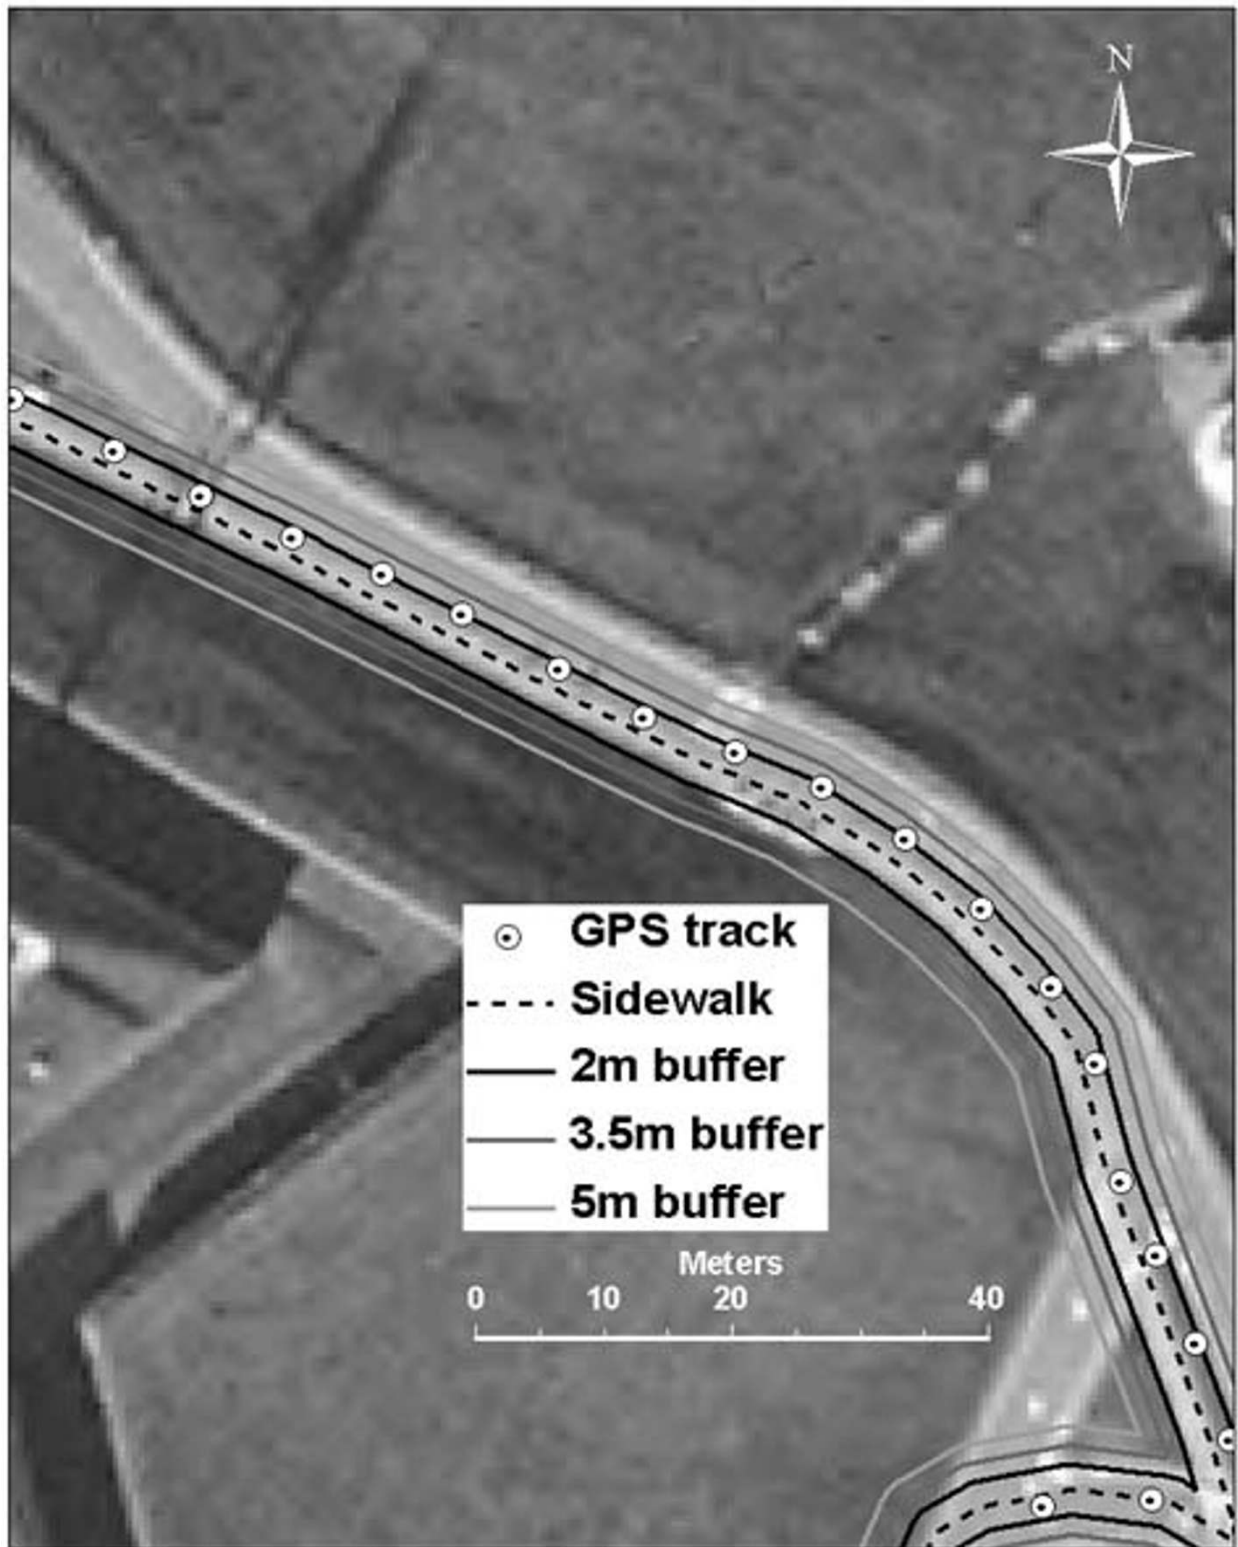 N
GPS track
Sidewalk
2m buffer
3.5m buffer
5m buffer
Meters
0 10 20 40